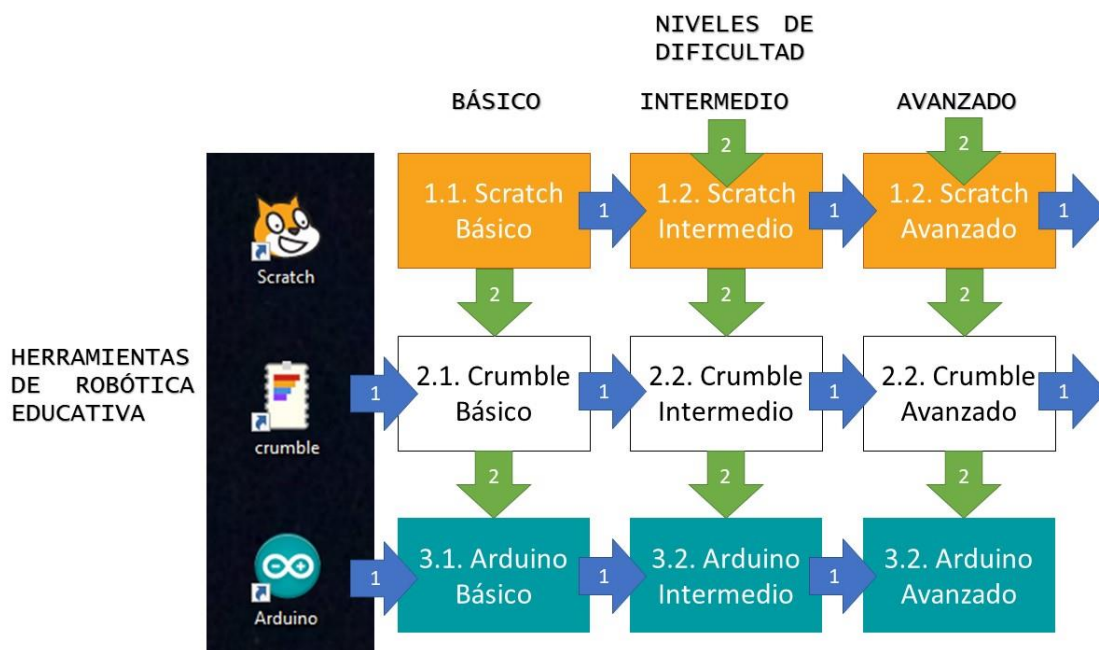 NIVELES DE
DIFICULTAD
BÁSICO
INTERMEDIO
AVANZADO
2
2
1.1. Scratch
Básico
1
1.2. Scratch
Intermedio
1
1.2. Scratch
Avanzado
1
Scratch
2
2
2
HERRAMIENTAS
DE ROBÓTICA
EDUCATIVA
crumble
1
2.1. Crumble
Básico
1
2.2. Crumble
Intermedio
1
2.2. Crumble
Avanzado
1
2
2
2
Arduino
1
3.1. Arduino
Básico
1
3.2. Arduino
Intermedio
1
3.2. Arduino
Avanzado